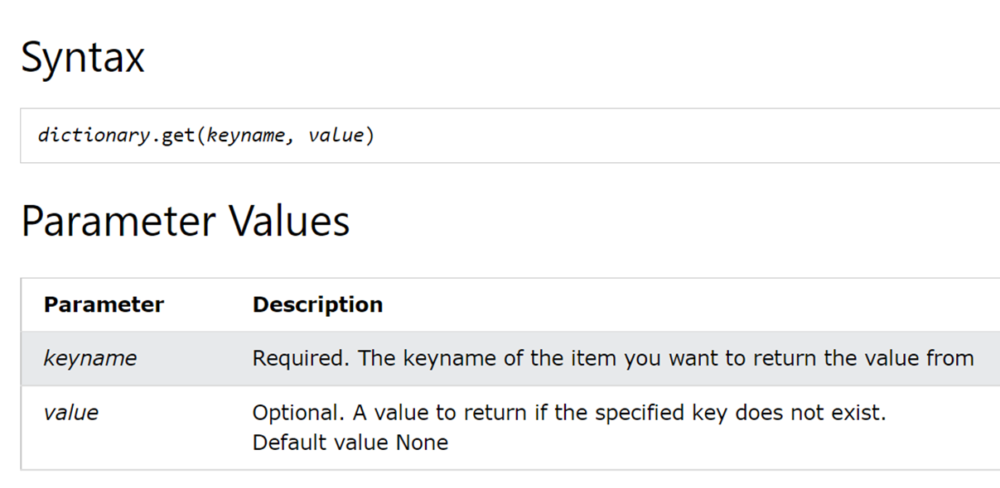 Syntax
dictionary.get(keyname, value)
Parameter Values
Parameter Description
keyname Required. The keyname of the item you want to return the value from
value Optional. A value to return if the specified key does not exist.
Default value None